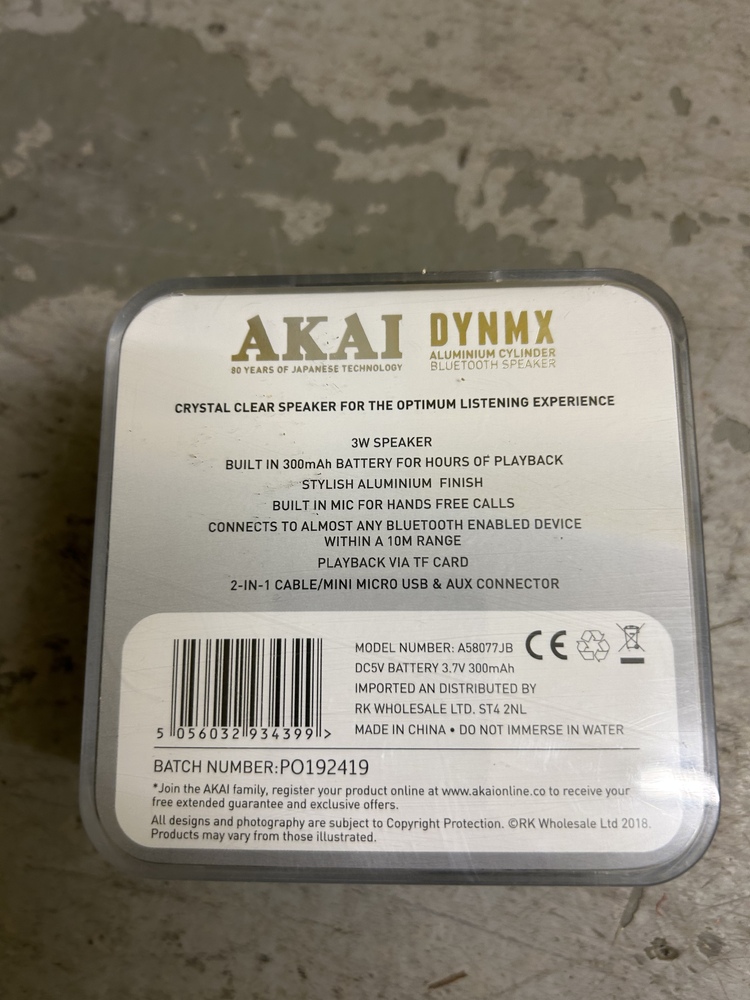 AKAI
80 YEARS OF JAPANESE TECHNOLOGY
DYNMX
ALUMINIUM CYLINDER
BLUETOOTH SPEAKER
CRYSTAL CLEAR SPEAKER FOR THE OPTIMUM LISTENING EXPERIENCE
3W SPEAKER
BUILT IN 300mAh BATTERY FOR HOURS OF PLAYBACK
STYLISH ALUMINIUM FINISH
BUILT IN MIC FOR HANDS FREE CALLS
CONNECTS TO ALMOST ANY BLUETOOTH ENABLED DEVICE
WITHIN A 10M RANGE
PLAYBACK VIA TF CARD
2-IN-1 CABLE/MINI MICRO USB & AUX CONNECTOR
MODEL NUMBER: A58077JB
DC5V BATTERY 3.7V 300mAh
IMPORTED AN DISTRIBUTED BY
RK WHOLESALE LTD. ST4 2NL
MADE IN CHINA • DO NOT IMMERSE IN WATER
CE
5 056032 934399 >
BATCH NUMBER:PO192419
*Join the AKAI family, register your product online at www.akaionline.co to receive your
free extended guarantee and exclusive offers.
All designs and photography are subject to Copyright Protection. ©RK Wholesale Ltd 2018.
Products may vary from those illustrated.